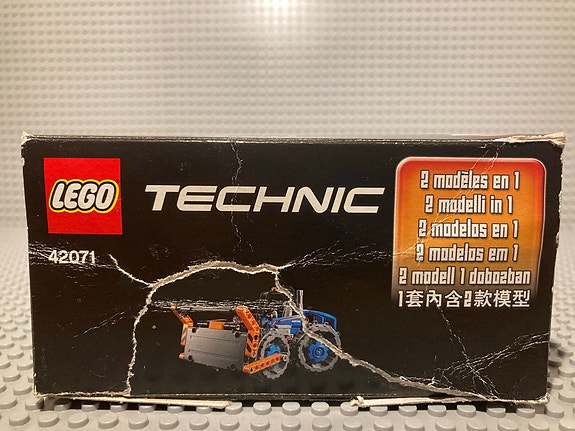 LEGO
TECHNIC
42071
2 modèles en 1
2 modelli in 1
2 modelos en 1
2 modelos em 1
2 modell 1 dobozban
1套內含2款模型